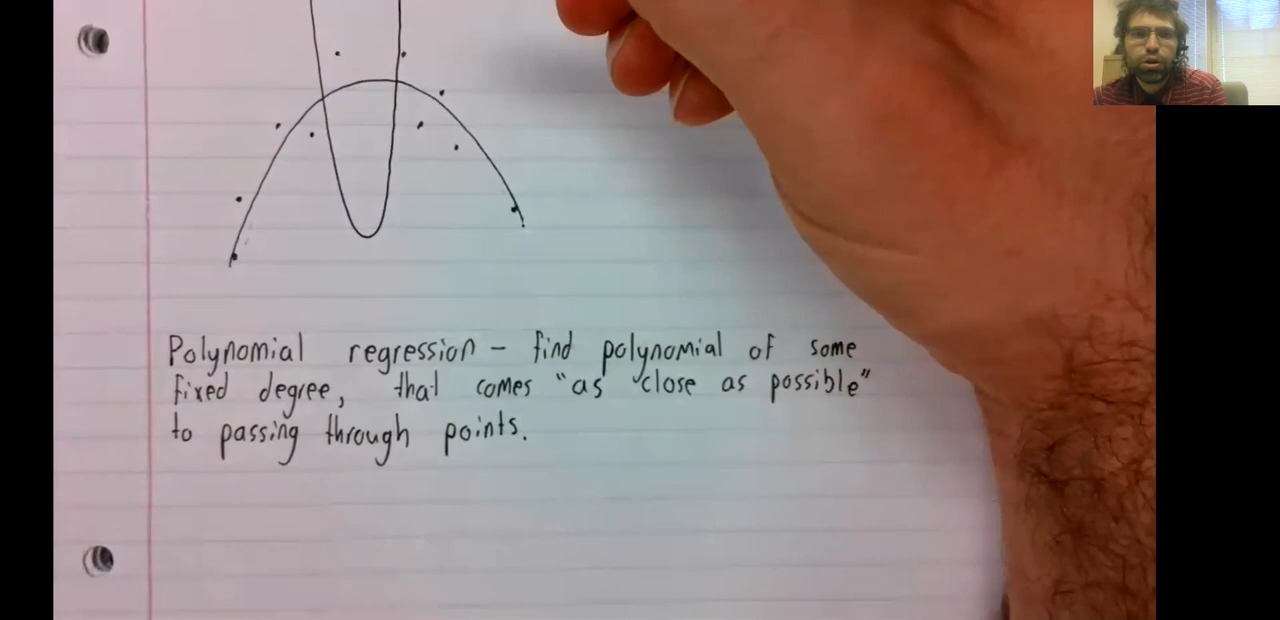 Polynomial regression - find polynomial of some
fixed degree, that comes "as close as possible"
to passing through points.